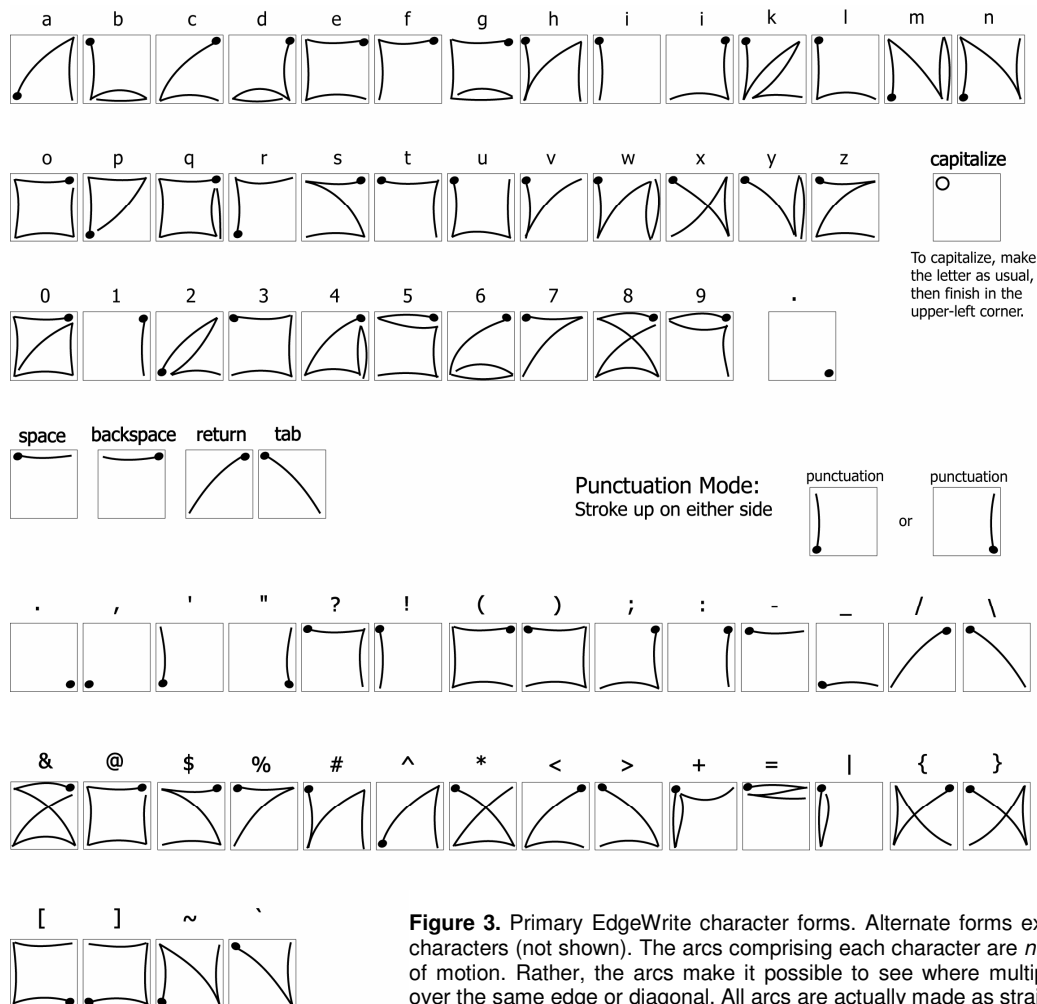 a b c d e f g h i i k l m n
o p q r s t u v w x y z capitalize
To capitalize, make
the letter as usual,
then finish in the
upper-left corner.
0 1 2 3 4 5 6 7 8 9 .
space backspace return tab
Punctuation Mode:
Stroke up on either side
punctuation or punctuation
. , ' " ? ! ( ) ; : - _ / \
& @ $ % # ^ * < > + = | { }
[ ] ~ `
Figure 3. Primary EdgeWrite character forms. Alternate forms
characters (not shown). The arcs comprising each character are
of motion. Rather, the arcs make it possible to see where
over the same edge or diagonal. All arcs are actually made as